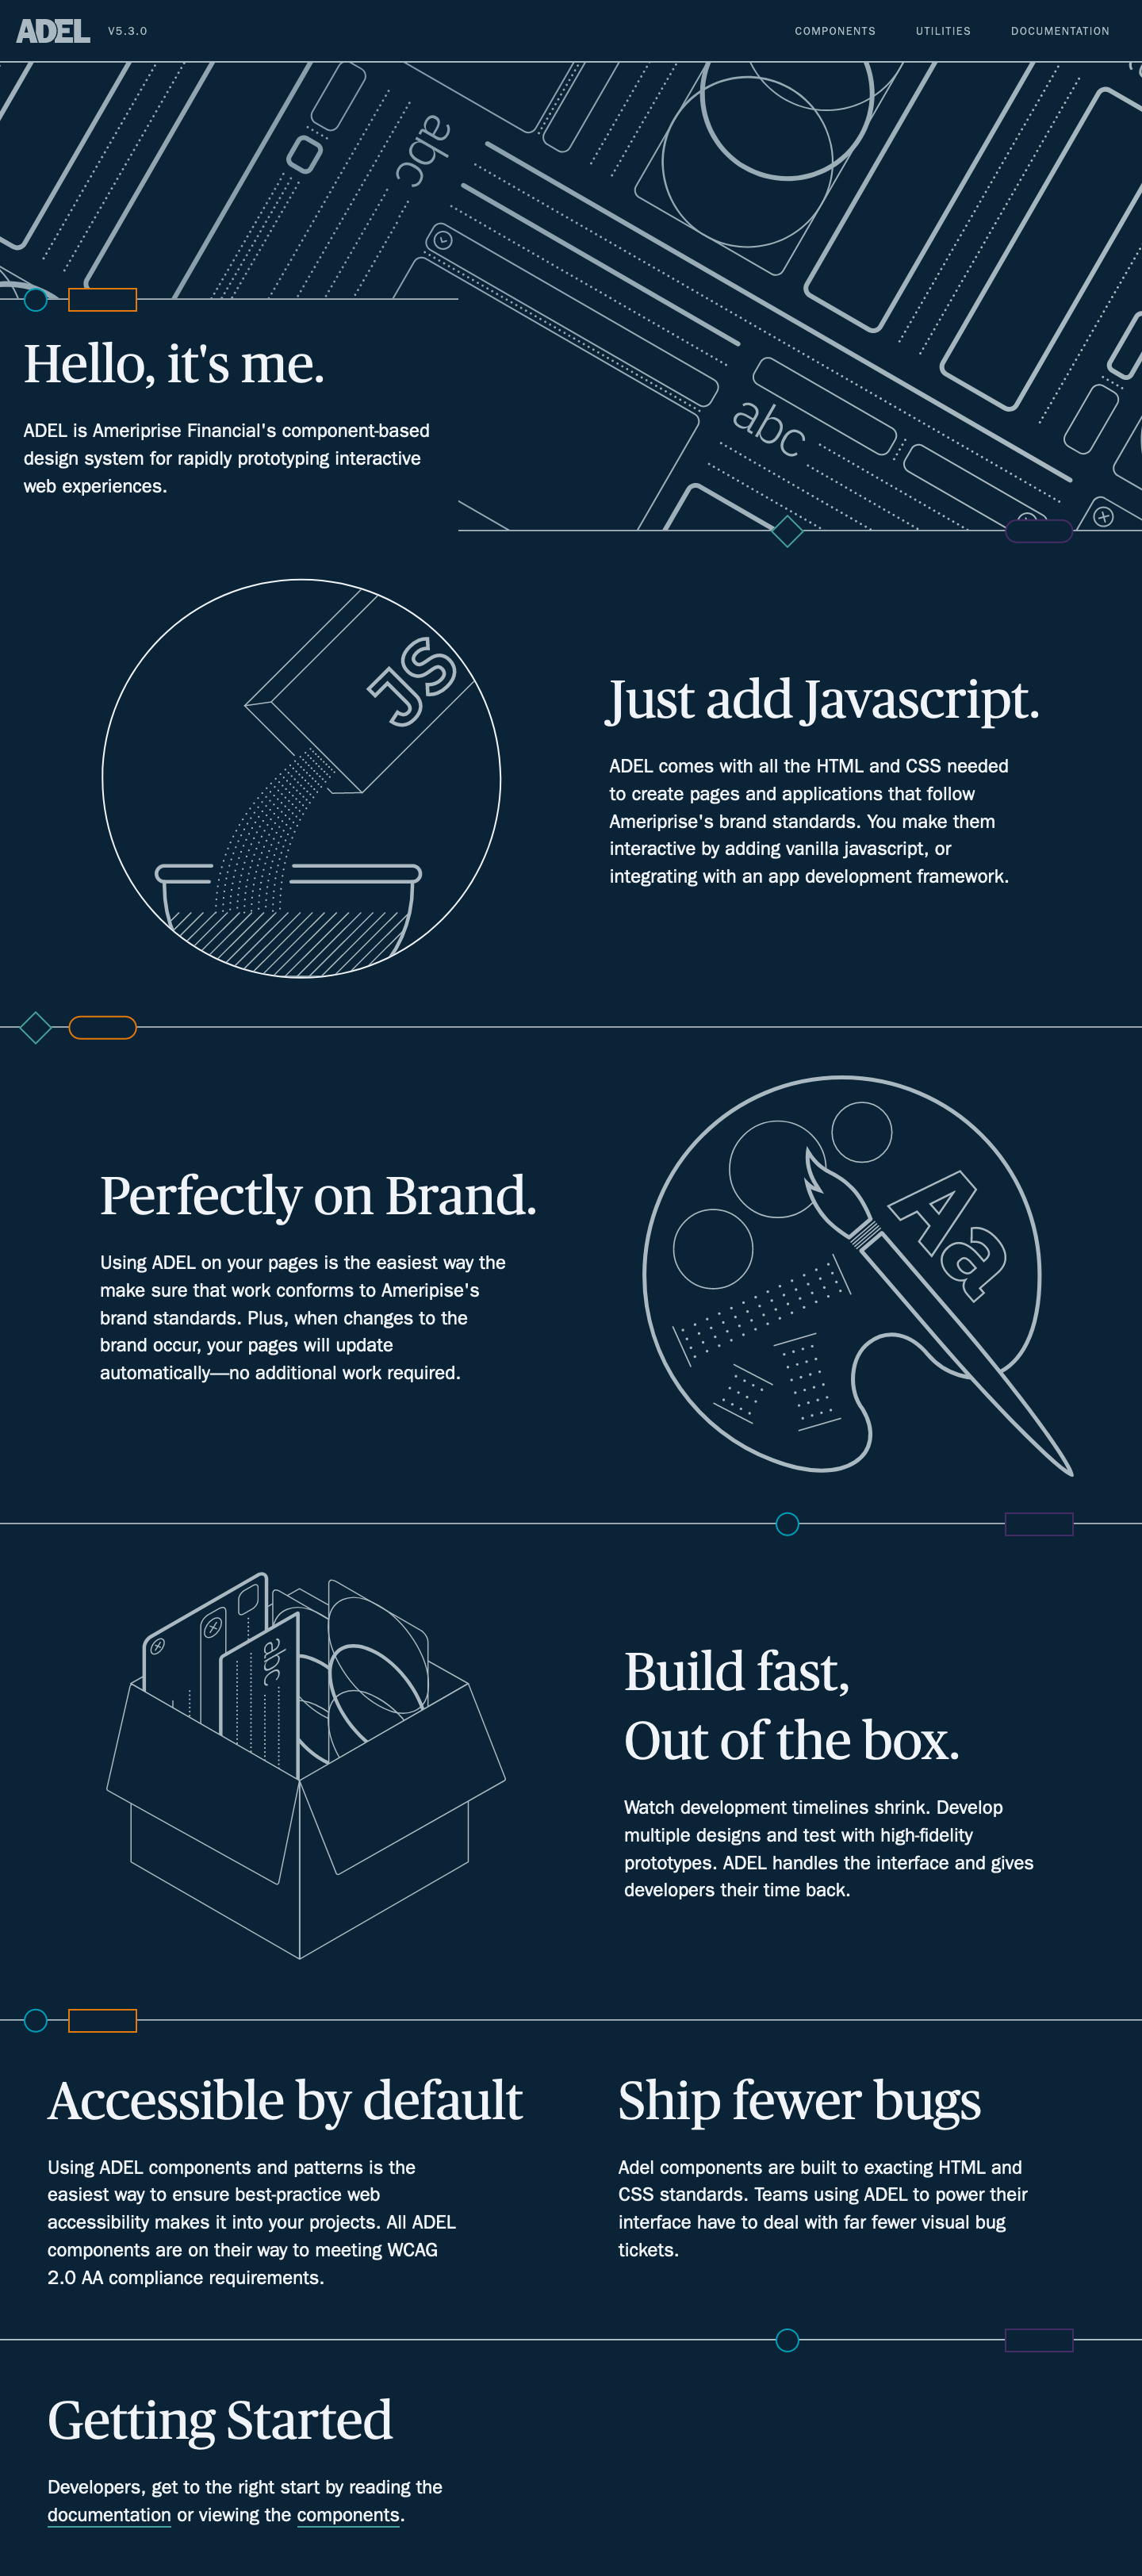 ADEL V5.3.0 COMPONENTS UTILITIES DOCUMENTATION
abc
abc
Hello, it's me.
ADEL is Ameriprise Financial's component-based
design system for rapidly prototyping interactive
web experiences.
JS
Just add Javascript.
ADEL comes with all the HTML and CSS needed
to create pages and applications that follow
Ameriprise's brand standards. You make them
interactive by adding vanilla javascript, or
integrating with an app development framework.
Aa
Perfectly on Brand.
Using ADEL on your pages is the easiest way the
make sure that work conforms to Ameripise's
brand standards. Plus, when changes to the
brand occur, your pages will update
automatically—no additional work required.
abc
Build fast,
Out of the box.
Watch development timelines shrink. Develop
multiple designs and test with high-fidelity
prototypes. ADEL handles the interface and gives
developers their time back.
Accessible by default
Using ADEL components and patterns is the
easiest way to ensure best-practice web
accessibility makes it into your projects. All ADEL
components are on their way to meeting WCAG
2.0 AA compliance requirements.
Ship fewer bugs
Adel components are built to exacting HTML and
CSS standards. Teams using ADEL to power their
interface have to deal with far fewer visual bug
tickets.
Getting Started
Developers, get to the right start by reading the
documentation or viewing the components.